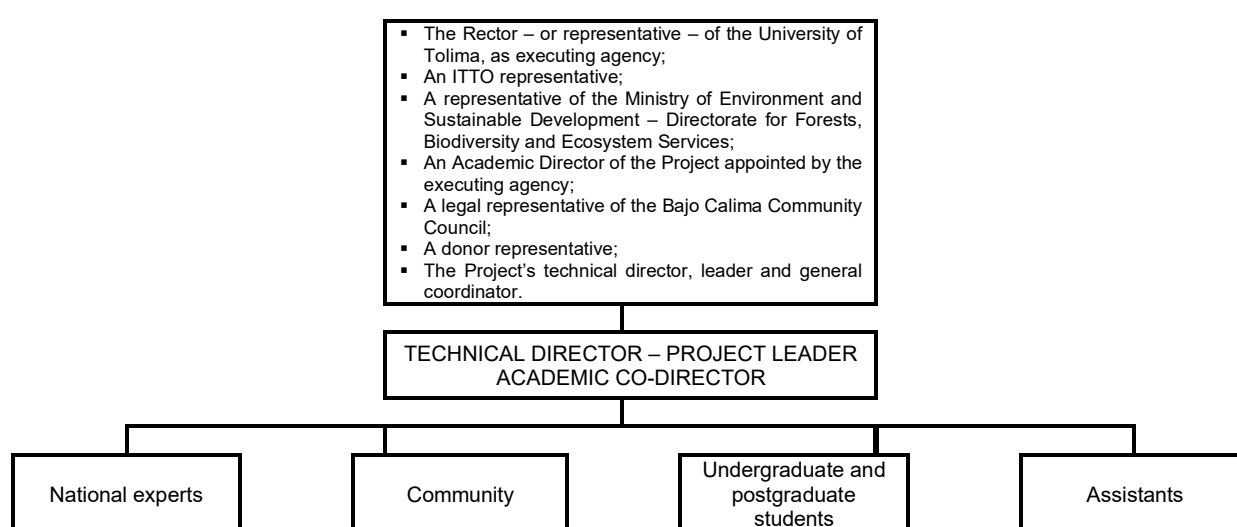 ▪ The Rector – or representative – of the University of
Tolima, as executing agency;
▪ An ITTO representative;
▪ A representative of the Ministry of Environment and
Sustainable Development – Directorate for Forests,
Biodiversity and Ecosystem Services;
▪ An Academic Director of the Project appointed by the
executing agency;
▪ A legal representative of the Bajo Calima Community
Council;
▪ A donor representative;
▪ The Project’s technical director, leader and general
coordinator.
TECHNICAL DIRECTOR – PROJECT LEADER
ACADEMIC CO-DIRECTOR
National experts
Community
Undergraduate and
postgraduate
students
Assistants